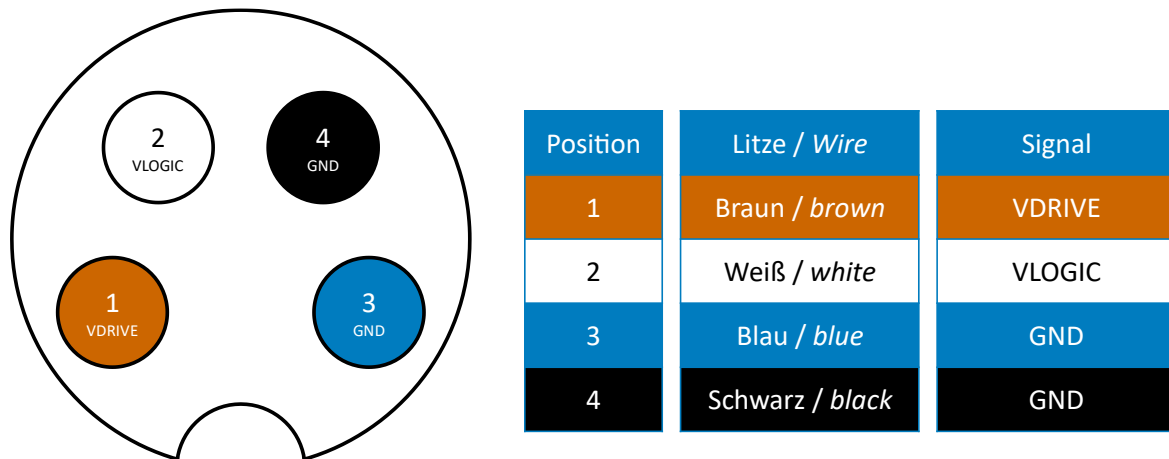 2
VLOGIC
4
GND
1
VDRIVE
3
GND
Position Litze / Wire Signal
1 Braun / brown VDRIVE
2 Weiß / white VLOGIC
3 Blau / blue GND
4 Schwarz / black GND